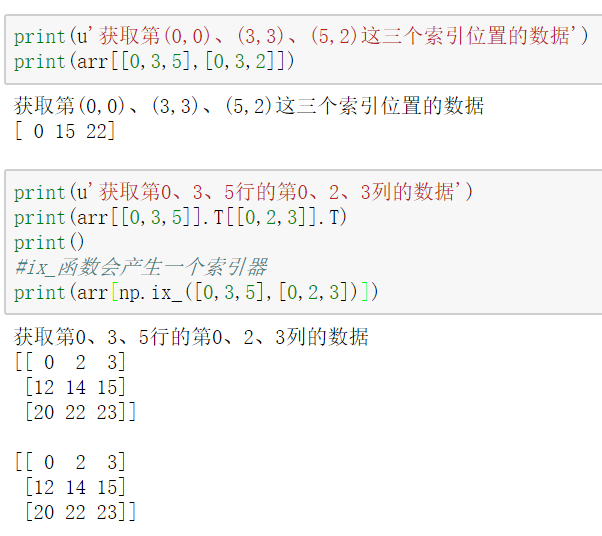 print(u'获取第(0,0)、(3,3)、(5,2)这三个索引位置的数据')
print(arr[[0,3,5],[0,3,2]])
获取第(0,0)、(3,3)、(5,2)这三个索引位置的数据
[ 0 15 22]
print(u'获取第0、3、5行的第0、2、3列的数据')
print(arr[[0,3,5]].T[[0,2,3]].T)
print()
#ix_函数会产生一个索引器
print(arr[np.ix_([0,3,5],[0,2,3])])
获取第0、3、5行的第0、2、3列的数据
[[ 0  2  3]
 [12 14 15]
 [20 22 23]]
[[ 0  2  3]
 [12 14 15]
 [20 22 23]]